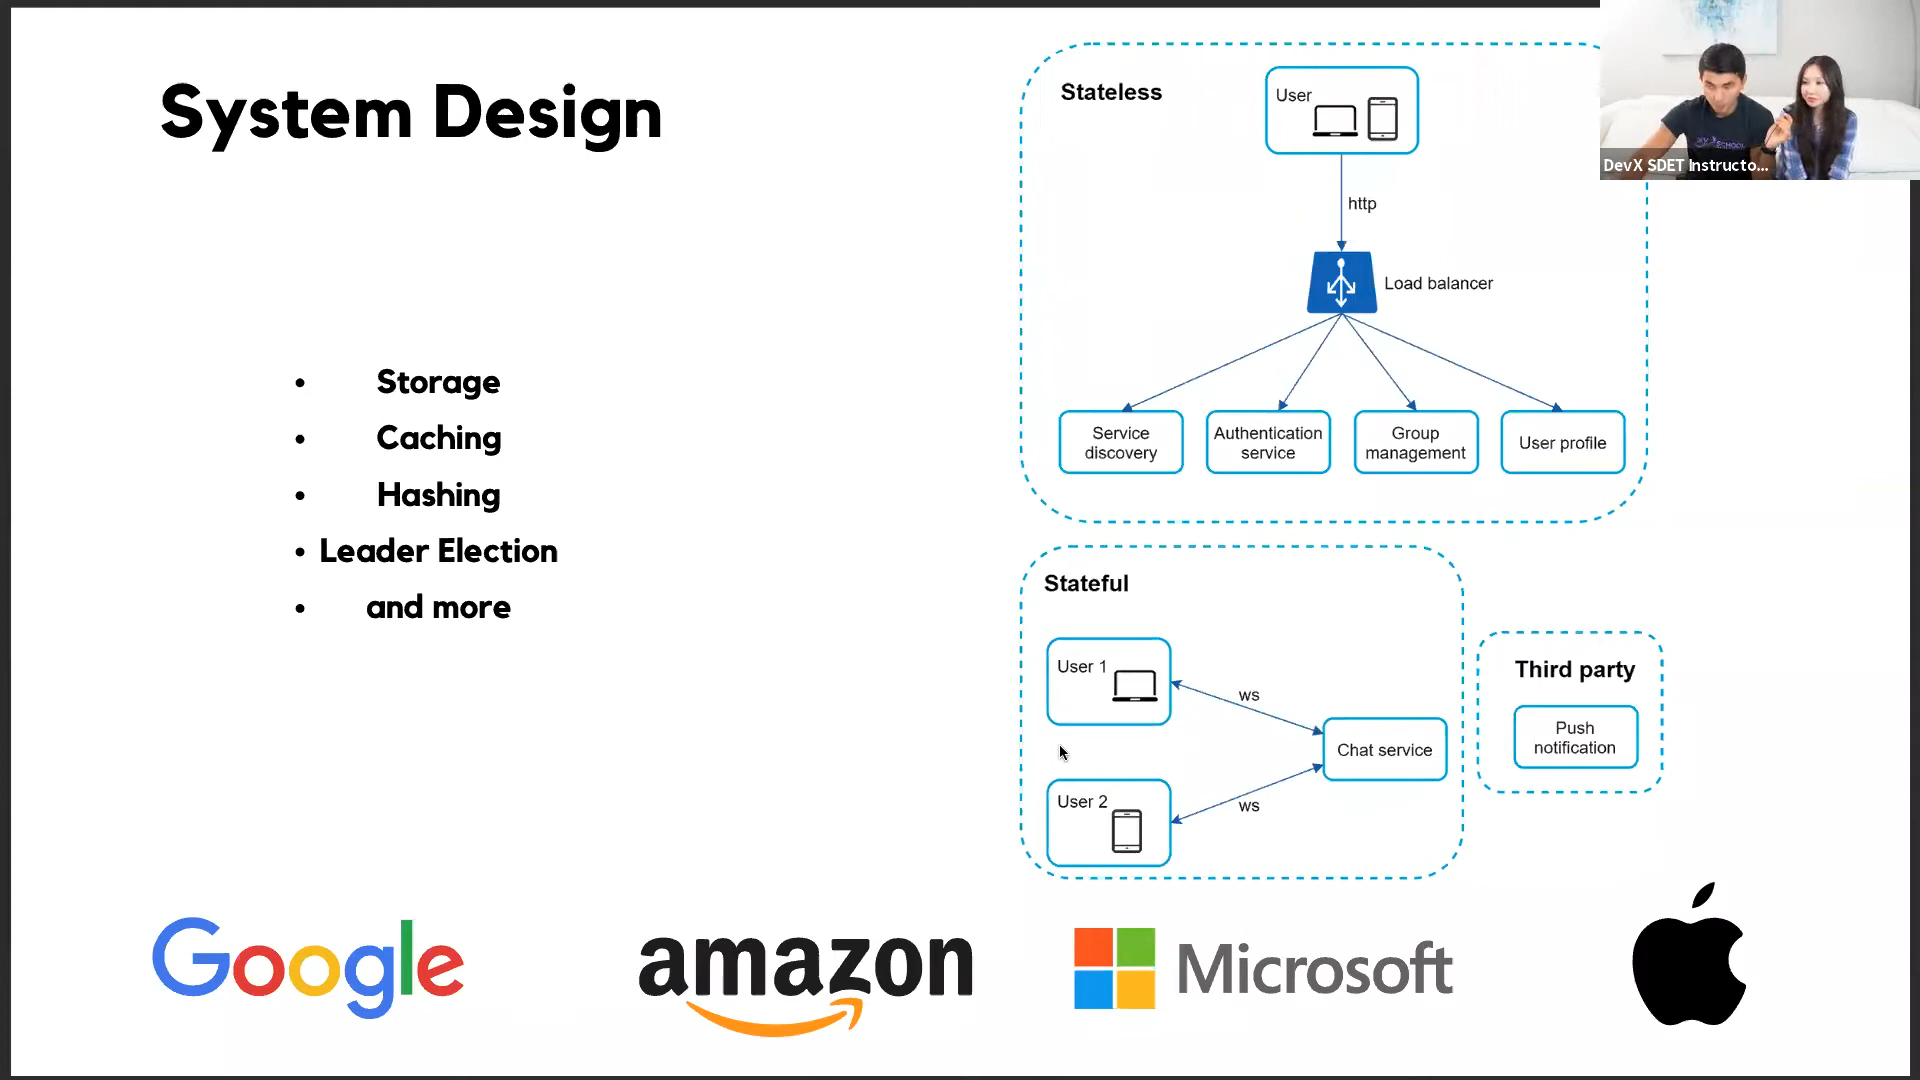 System Design
• Storage
• Caching
• Hashing
• Leader Election
• and more
Stateless
User
http
Load balancer
Service
discovery
Authentication
service
Group
management
User profile
Stateful
User 1
ws
Chat service
User 2
ws
Third party
Push
notification
Google
amazon
Microsoft
DevX SDET Instructo...
SCHOOL